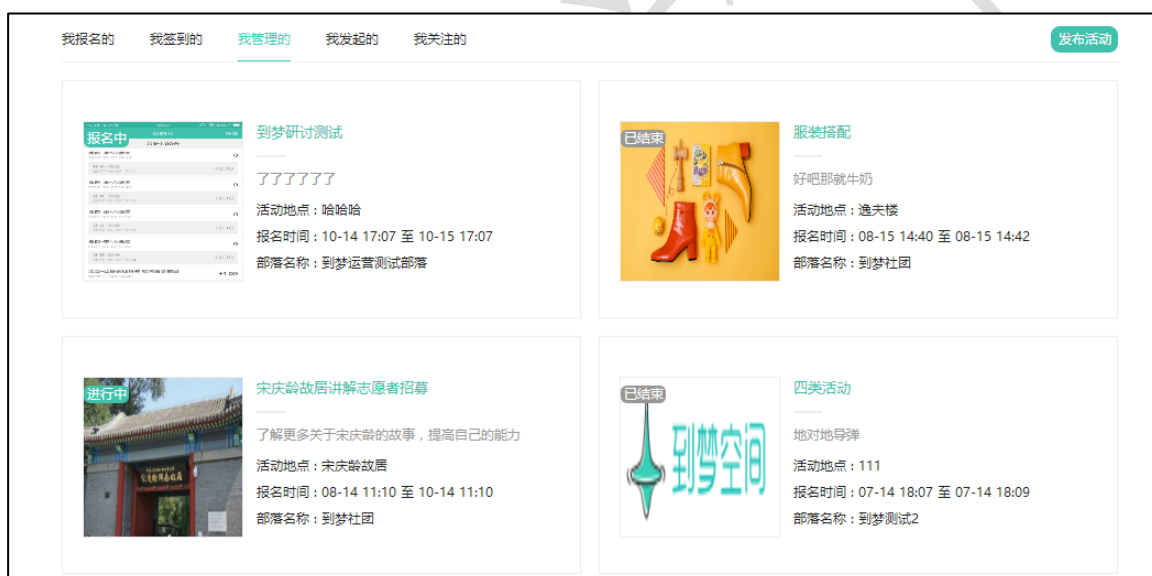 我报名的 我签到的 我管理的 我发起的 我关注的 发布活动
报名中
+1.00
到梦研讨测试
了了了了了了
活动地点：哈哈哈
报名时间：10-14 17:07 至 10-15 17:07
部落名称：到梦运营测试部落
已结束
服装搭配
好吧那就牛奶
活动地点：逸夫楼
报名时间：08-15 14:40 至 08-15 14:42
部落名称：到梦社团
进行中
宋庆龄故居讲解志愿者招募
了解更多关于宋庆龄的故事，提高自己的能力
活动地点：宋庆龄故居
报名时间：08-14 11:10 至 10-14 11:10
部落名称：到梦社团
已结束
到梦空间
四类活动
地对地导弹
活动地点：111
报名时间：07-14 18:07 至 07-14 18:09
部落名称：到梦测试2